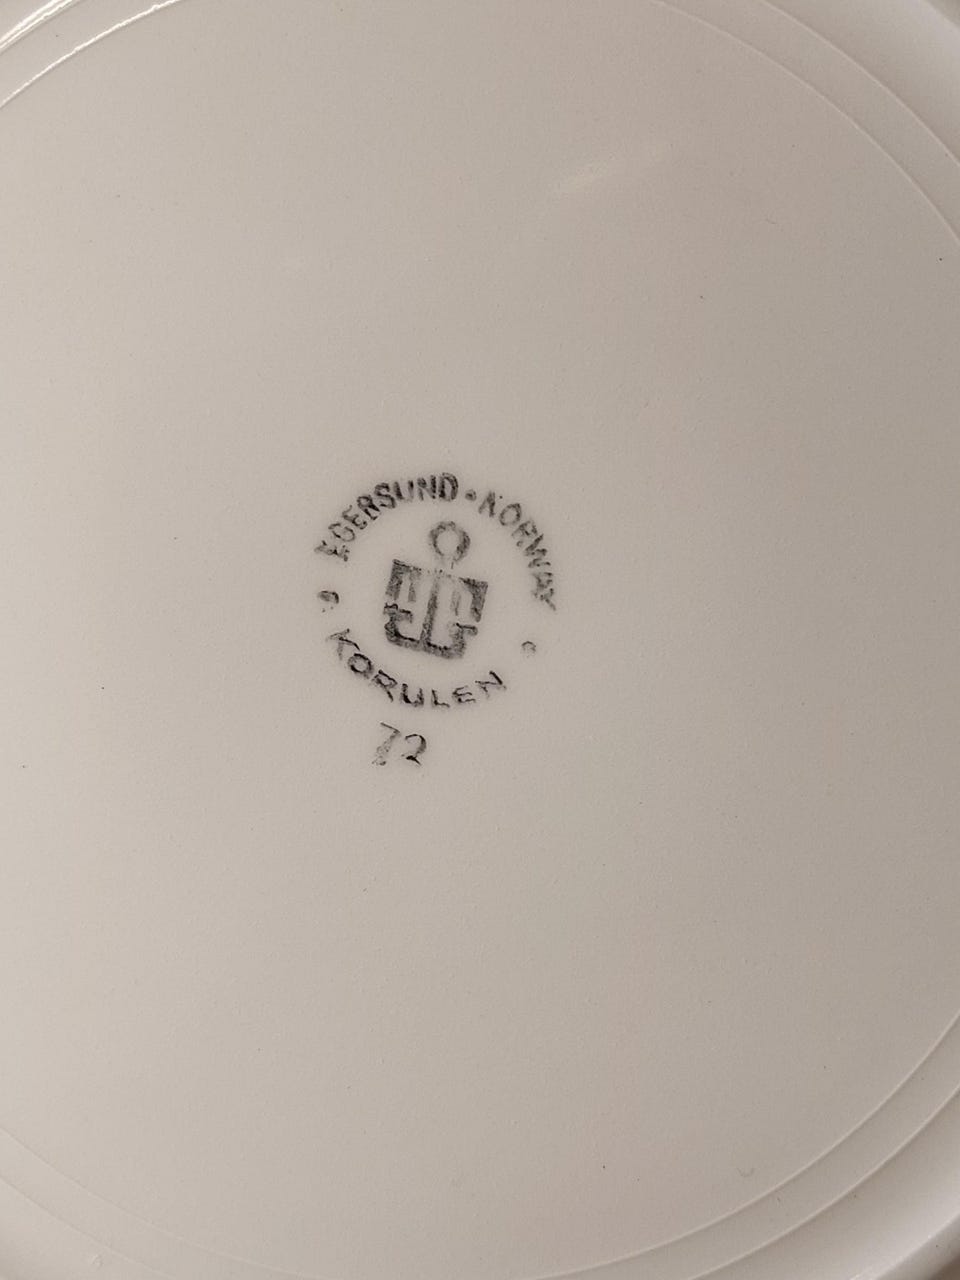 EGERSUND • NORWAY
KORULEN
72